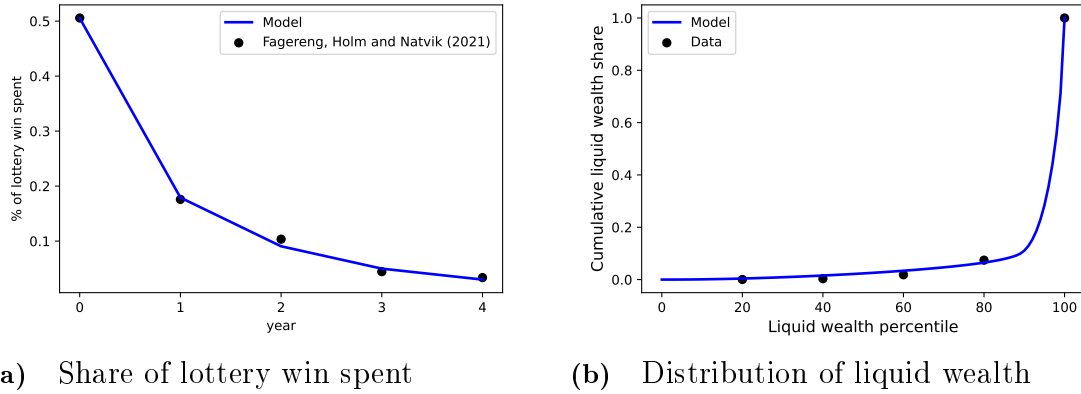 0.5
0.4
0.3
0.2
0.1
% of lottery win spent
Model
Fagereng, Holm and Natvik (2021)
0 1 2 3 4
year
a) Share of lottery win spent
1.0
0.8
0.6
0.4
0.2
0.0
Cumulative liquid wealth share
Model
Data
0 20 40 60 80 100
Liquid wealth percentile
(b) Distribution of liquid wealth